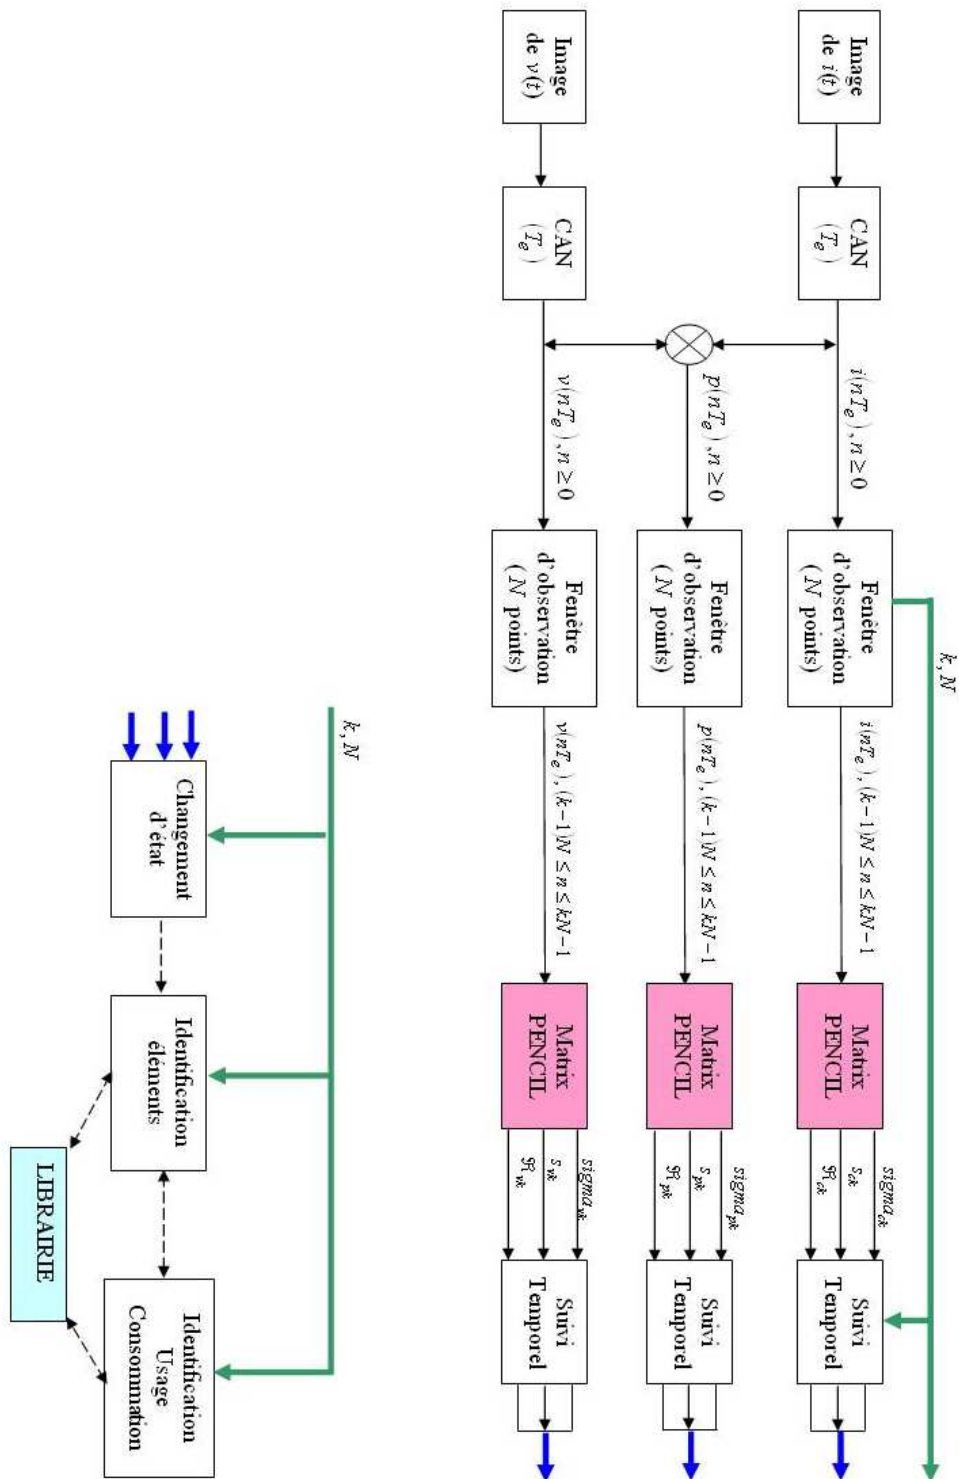 Image
de i(t)
CAN
(T_e)
i(nT_e), n ≥ 0
Fenêtre
d'observation
( N points)
k, N
i(nT_e), (k-1)N ≤ n ≤ kN-1
Matrix
PENCIL
sigma_ck
s_ck
ℜ_ck
Suivi
Temporel
p(nT_e), n ≥ 0
Fenêtre
d'observation
( N points)
p(nT_e), (k-1)N ≤ n ≤ kN-1
Matrix
PENCIL
sigma_pk
s_pk
ℜ_pk
Suivi
Temporel
Image
de v(t)
CAN
(T_e)
v(nT_e), n ≥ 0
Fenêtre
d'observation
( N points)
v(nT_e), (k-1)N ≤ n ≤ kN-1
Matrix
PENCIL
sigma_vk
s_vk
ℜ_vk
Suivi
Temporel
k, N
Changement
d'état
Identification
éléments
Identification
Usage
Consommation
LIBRAIRIE